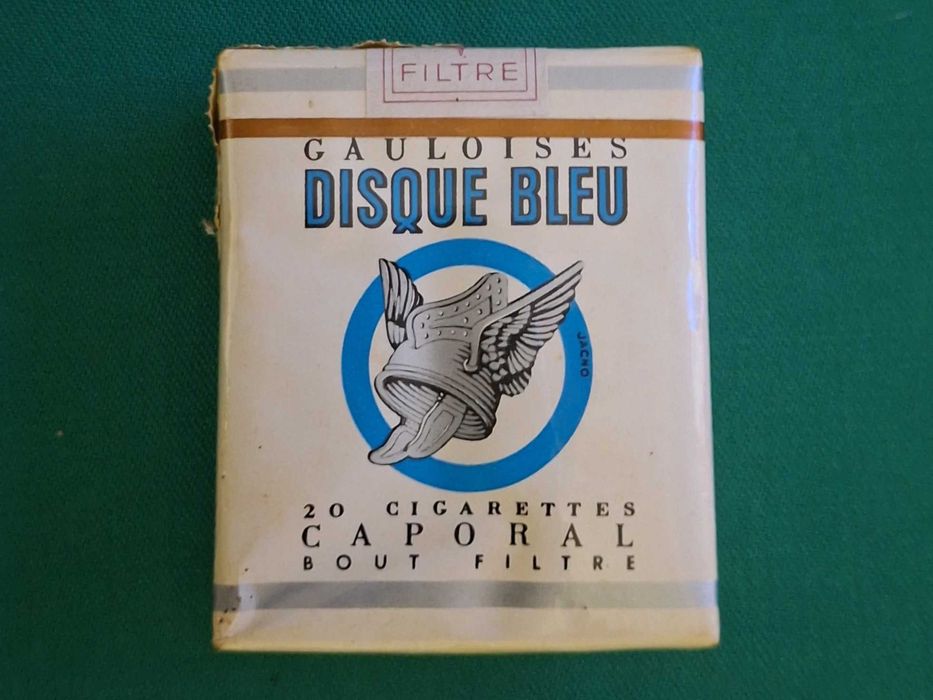 FILTRE
GAULOISES
DISQUE BLEU
JACNO
20 CIGARETTES
CAPORAL
BOUT FILTRE